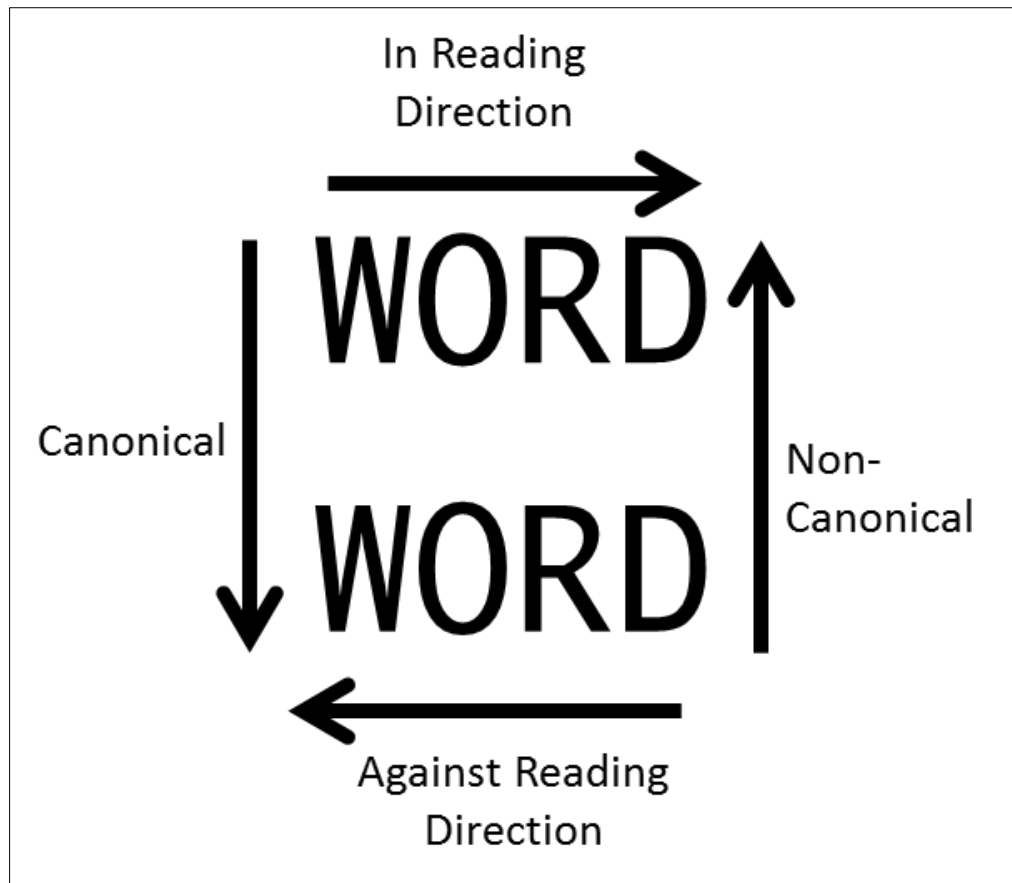 In Reading
Direction
WORD
Canonical
Non-
Canonical
WORD
Against Reading
Direction